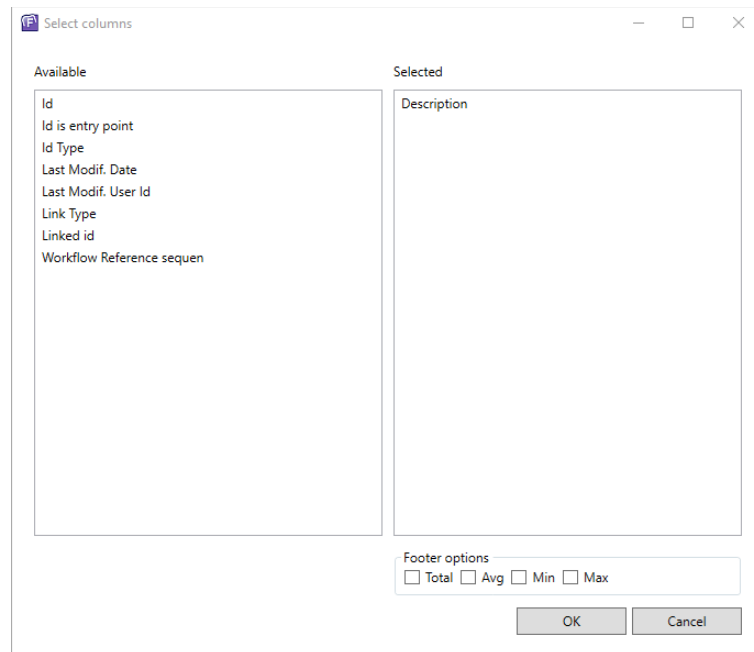 Select columns
Available
Selected
Id
Id is entry point
Id Type
Last Modif. Date
Last Modif. User Id
Link Type
Linked id
Workflow Reference sequen
Description
Footer options
Total Avg Min Max
OK Cancel